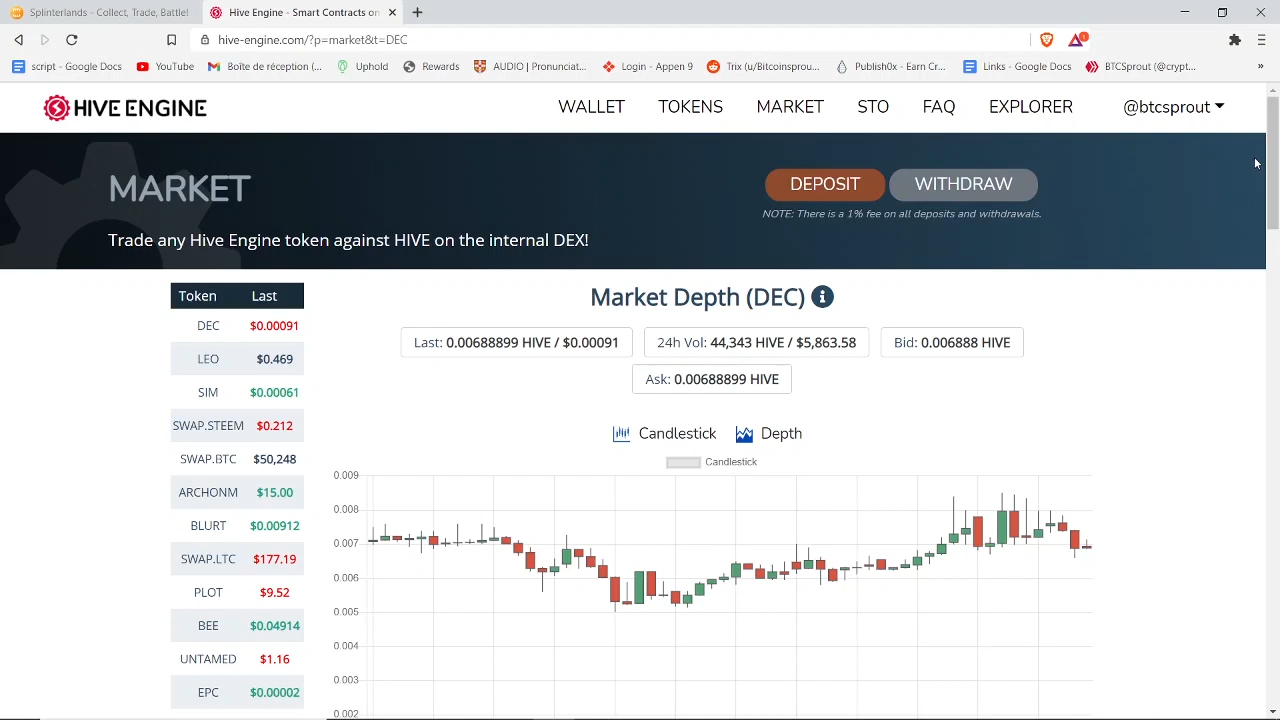 Splinterlands - Collect, Trade, Battle!
Hive Engine - Smart Contracts on
hive-engine.com/?p=market&t=DEC
1
script - Google Docs
YouTube
Boîte de réception (...
Uphold
Rewards
AUDIO | Pronunciat...
Login - Appen 9
Trix (u/Bitcoinsprou...
Publish0x - Earn Cr...
Links - Google Docs
BTCSprout (@crypt...
»
HIVE ENGINE
WALLET
TOKENS
MARKET
STO
FAQ
EXPLORER
@btcsprout
MARKET
DEPOSIT
WITHDRAW
NOTE: There is a 1% fee on all deposits and withdrawals.
Trade any Hive Engine token against HIVE on the internal DEX!
Token Last
DEC $0.00091
LEO $0.469
SIM $0.00061
SWAP.STEEM $0.212
SWAP.BTC $50,248
ARCHONM $15.00
BLURT $0.00912
SWAP.LTC $177.19
PLOT $9.52
BEE $0.04914
UNTAMED $1.16
EPC $0.00002
Market Depth (DEC)
Last: 0.00688899 HIVE / $0.00091
24h Vol: 44,343 HIVE / $5,863.58
Bid: 0.006888 HIVE
Ask: 0.00688899 HIVE
Candlestick
Depth
Candlestick
0.009
0.008
0.007
0.006
0.005
0.004
0.003
0.002